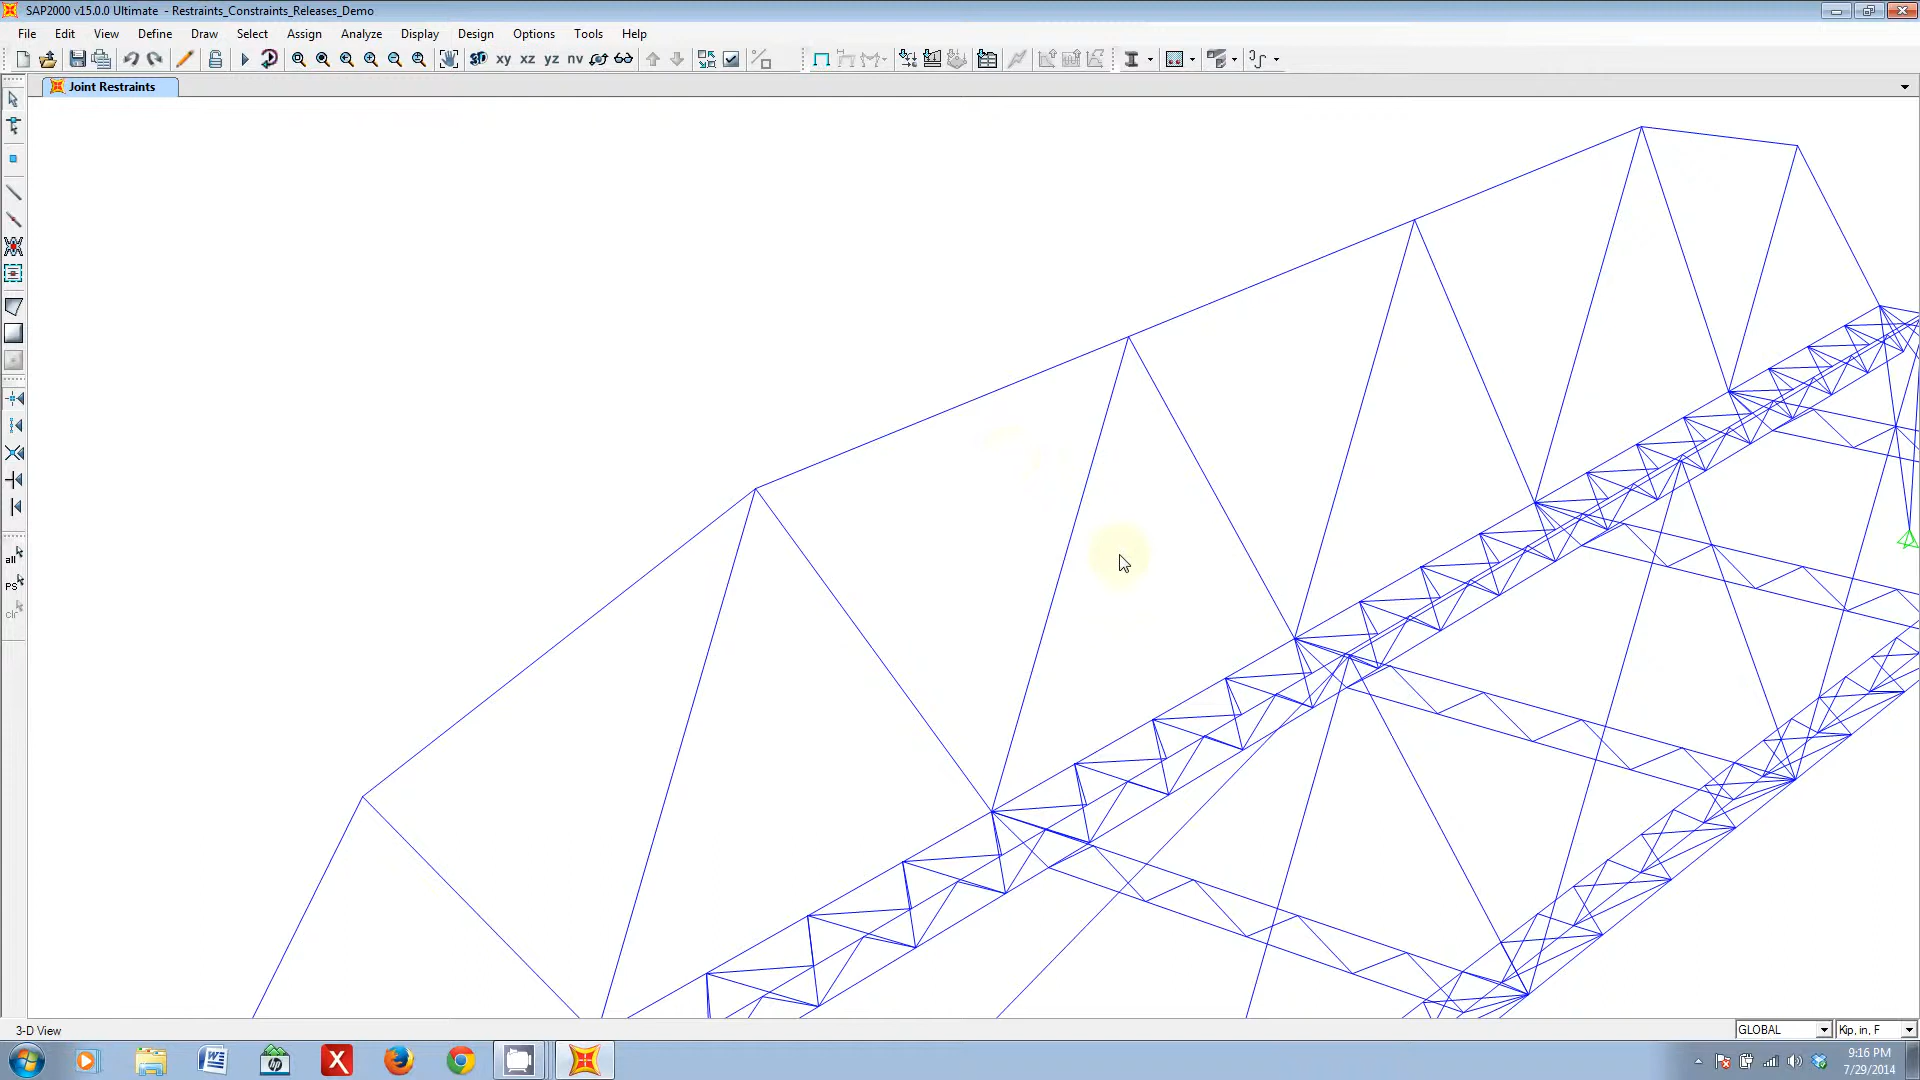 SAP2000 v15.0.0 Ultimate - Restraints_Constraints_Releases_Demo
File Edit View Define Draw Select Assign Analyze Display Design Options Tools Help
3D xy xz yz nv
Joint Restraints
all
PS
clr
3-D View
GLOBAL
Kip, in, F
9:16 PM
7/29/2014